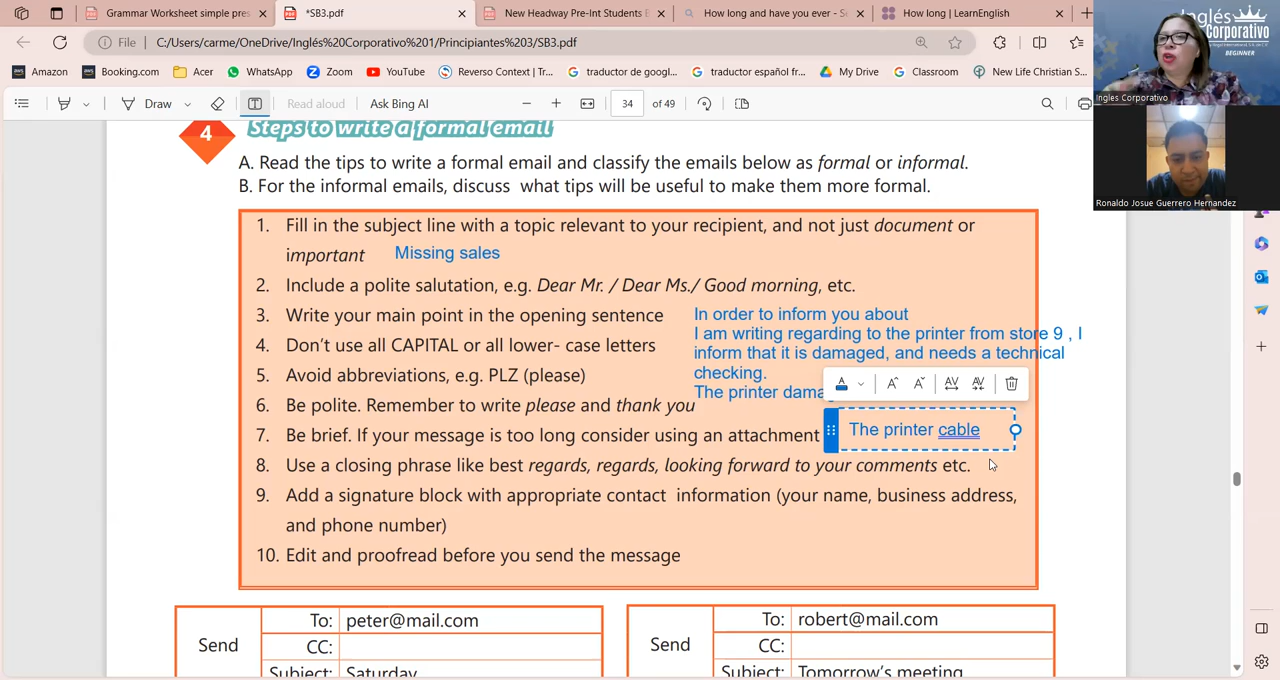 Grammar Worksheet simple pres
*SB3.pdf
New Headway Pre-Int Students B
How long and have you ever - Se
How long | LearnEnglish
File
C:/Users/carme/OneDrive/Inglés%20Corporativo%201/Principiantes%203/SB3.pdf
Amazon
Booking.com
Acer
WhatsApp
Zoom
YouTube
Reverso Context | Tr...
traductor de googl...
traductor español fr...
My Drive
Classroom
New Life Christian S...
Draw
Read aloud
Ask Bing AI
34 of 49
Inglés
Corporativo
BEGINNER
Ingles Corporativo
Ronaldo Josue Guerrero Hernandez
4
Steps to write a formal email
A. Read the tips to write a formal email and classify the emails below as formal or informal.
B. For the informal emails, discuss what tips will be useful to make them more formal.
1. Fill in the subject line with a topic relevant to your recipient, and not just document or
important
Missing sales
2. Include a polite salutation, e.g. Dear Mr. / Dear Ms./ Good morning, etc.
3. Write your main point in the opening sentence
In order to inform you about
I am writing regarding to the printer from store 9 , I
inform that it is damaged, and needs a technical
checking.
The printer dama
4. Don't use all CAPITAL or all lower- case letters
5. Avoid abbreviations, e.g. PLZ (please)
6. Be polite. Remember to write please and thank you
7. Be brief. If your message is too long consider using an attachment
The printer cable
8. Use a closing phrase like best regards, regards, looking forward to your comments etc.
9. Add a signature block with appropriate contact information (your name, business address,
and phone number)
10. Edit and proofread before you send the message
Send
To: peter@mail.com
CC:
Subject: Saturday
Send
To: robert@mail.com
CC:
Subject: Tomorrow's meeting